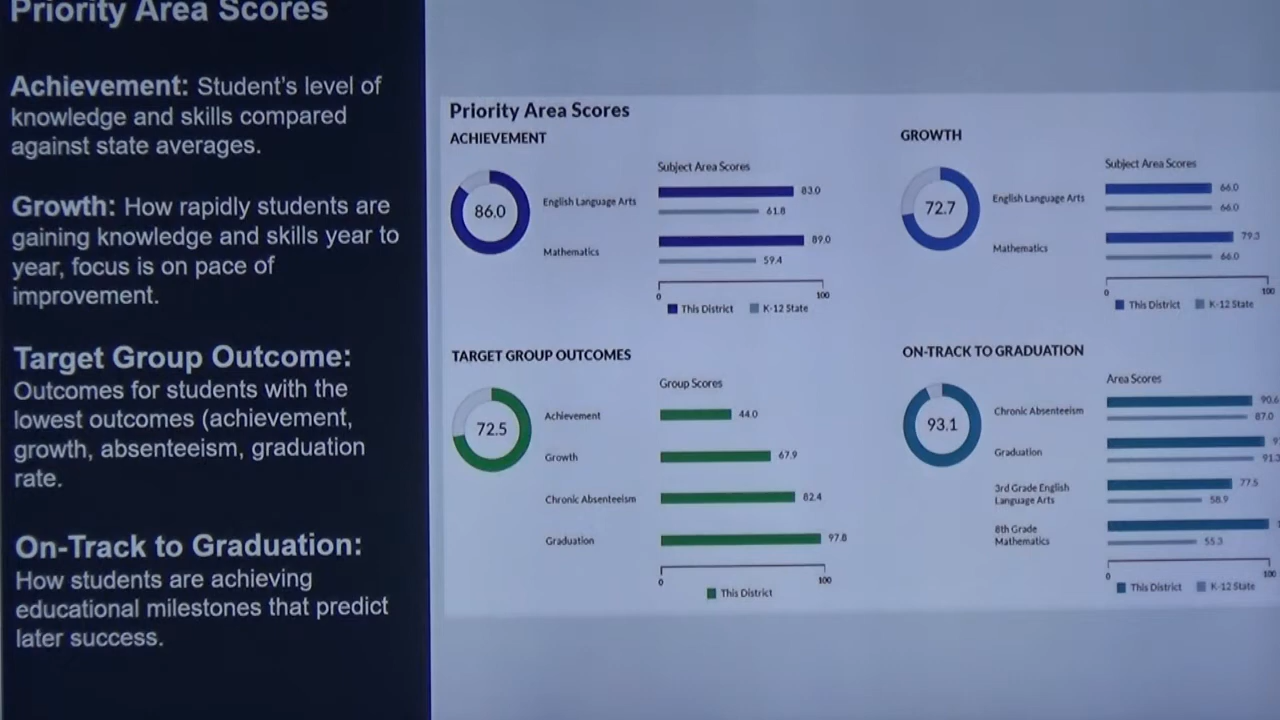 Priority Area Scores
Achievement: Student's level of
knowledge and skills compared
against state averages.
Growth: How rapidly students are
gaining knowledge and skills year to
year, focus is on pace of
improvement.
Target Group Outcome:
Outcomes for students with the
lowest outcomes (achievement,
growth, absenteeism, graduation
rate.
On-Track to Graduation:
How students are achieving
educational milestones that predict
later success.
Priority Area Scores
ACHIEVEMENT
86.0
Subject Area Scores
English Language Arts
83.0
61.8
Mathematics
89.0
59.4
0 100
This District K-12 State
GROWTH
72.7
Subject Area Scores
English Language Arts
66.0
66.0
Mathematics
79.3
66.0
0 100
This District K-12 State
TARGET GROUP OUTCOMES
72.5
Group Scores
Achievement 44.0
Growth 67.9
Chronic Absenteeism 82.4
Graduation 97.8
0 100
This District
ON-TRACK TO GRADUATION
93.1
Area Scores
Chronic Absenteeism
90.6
87.0
Graduation
91.3
3rd Grade English
Language Arts
77.5
58.9
8th Grade
Mathematics
55.3
0 100
This District K-12 State